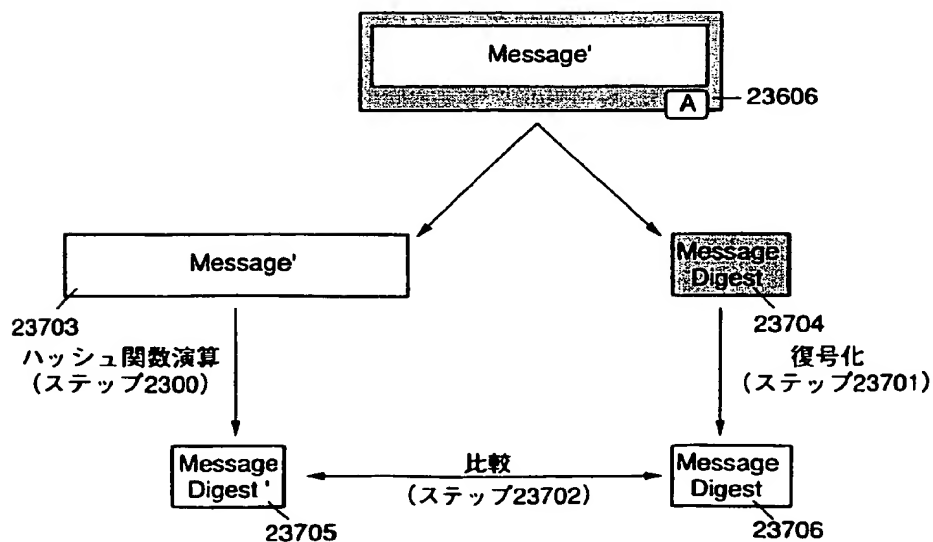 Message'
A
23606
Message'
Message
Digest
23703
23704
ハッシュ関数演算
(ステップ2300)
復号化
(ステップ23701)
Message
Digest'
比較
(ステップ23702)
Message
Digest
23705
23706